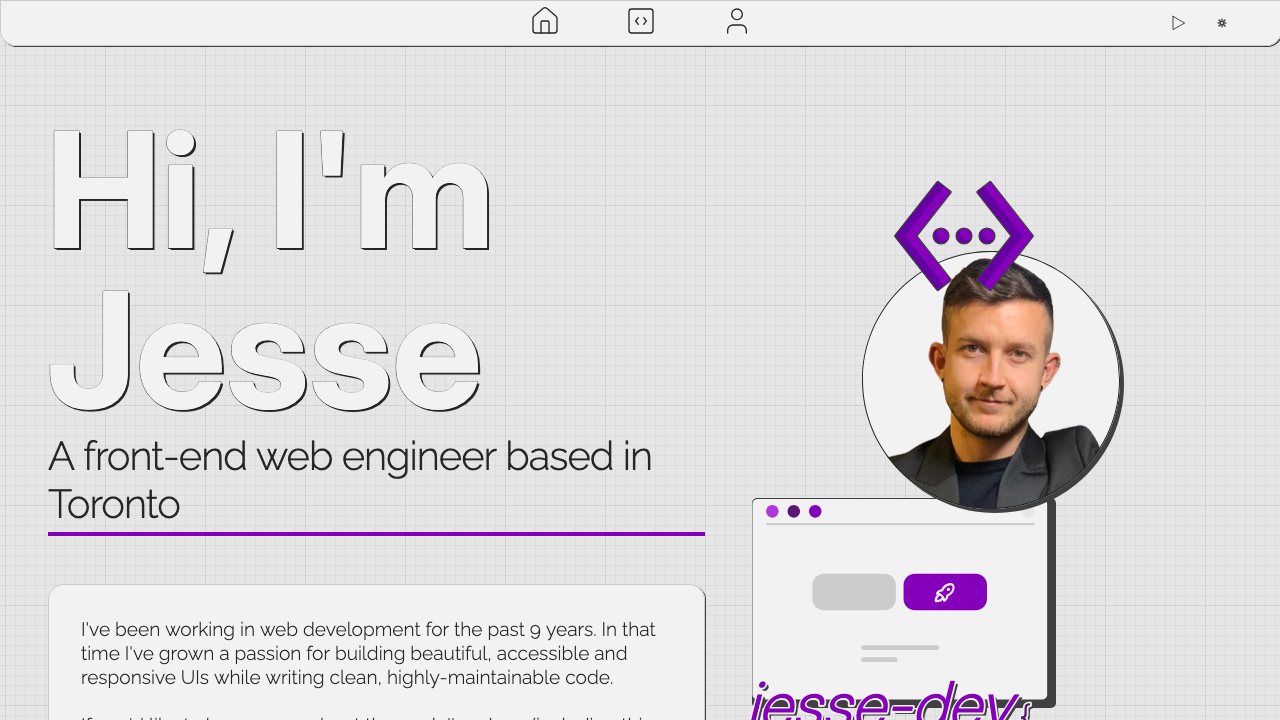 Hi, I'm
Jesse
A front-end web engineer based in
Toronto
I've been working in web development for the past 9 years. In that
time I've grown a passion for building beautiful, accessible and
responsive UIs while writing clean, highly-maintainable code.
jesse-dev{